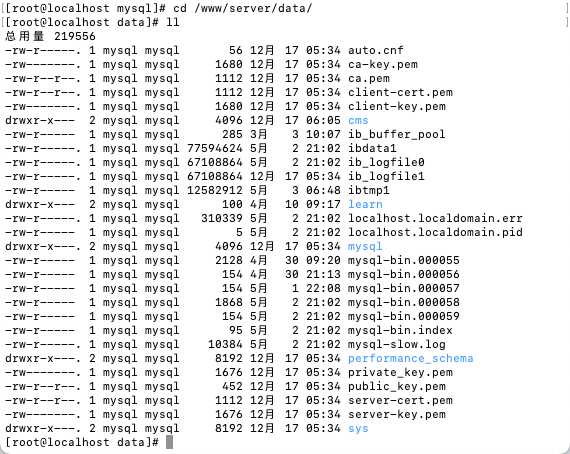 [[root@localhost mysql]# cd /www/server/data/ ]
[[root@localhost data]# ll ]
总用量 219556
-rw-r-----. 1 mysql mysql       56 12月  17 05:34 auto.cnf
-rw-------. 1 mysql mysql     1680 12月  17 05:34 ca-key.pem
-rw-r--r--. 1 mysql mysql     1112 12月  17 05:34 ca.pem
-rw-r--r--. 1 mysql mysql     1112 12月  17 05:34 client-cert.pem
-rw-------. 1 mysql mysql     1680 12月  17 05:34 client-key.pem
drwxr-x---  2 mysql mysql     4096 12月  17 06:05 cms
-rw-r-----  1 mysql mysql      285 3月    3 10:07 ib_buffer_pool
-rw-r-----. 1 mysql mysql 77594624 5月    2 21:02 ibdata1
-rw-r-----. 1 mysql mysql 67108864 5月    2 21:02 ib_logfile0
-rw-r-----. 1 mysql mysql 67108864 12月  17 05:34 ib_logfile1
-rw-r-----  1 mysql mysql 12582912 5月    3 06:48 ibtmp1
drwxr-x---  2 mysql mysql      100 4月   10 09:17 learn
-rw-r-----. 1 mysql mysql   310339 5月    2 21:02 localhost.localdomain.err
-rw-r-----  1 mysql mysql        5 5月    2 21:02 localhost.localdomain.pid
drwxr-x---. 2 mysql mysql     4096 12月  17 05:34 mysql
-rw-r-----  1 mysql mysql     2128 4月   30 09:20 mysql-bin.000055
-rw-r-----  1 mysql mysql      154 4月   30 21:13 mysql-bin.000056
-rw-r-----  1 mysql mysql      154 5月    1 22:08 mysql-bin.000057
-rw-r-----  1 mysql mysql     1868 5月    2 21:02 mysql-bin.000058
-rw-r-----  1 mysql mysql      154 5月    2 21:02 mysql-bin.000059
-rw-r-----  1 mysql mysql       95 5月    2 21:02 mysql-bin.index
-rw-r-----. 1 mysql mysql    10384 5月    2 21:02 mysql-slow.log
drwxr-x---. 2 mysql mysql     8192 12月  17 05:34 performance_schema
-rw-------. 1 mysql mysql     1676 12月  17 05:34 private_key.pem
-rw-r--r--. 1 mysql mysql      452 12月  17 05:34 public_key.pem
-rw-r--r--. 1 mysql mysql     1112 12月  17 05:34 server-cert.pem
-rw-------. 1 mysql mysql     1676 12月  17 05:34 server-key.pem
drwxr-x---. 2 mysql mysql     8192 12月  17 05:34 sys
[root@localhost data]#